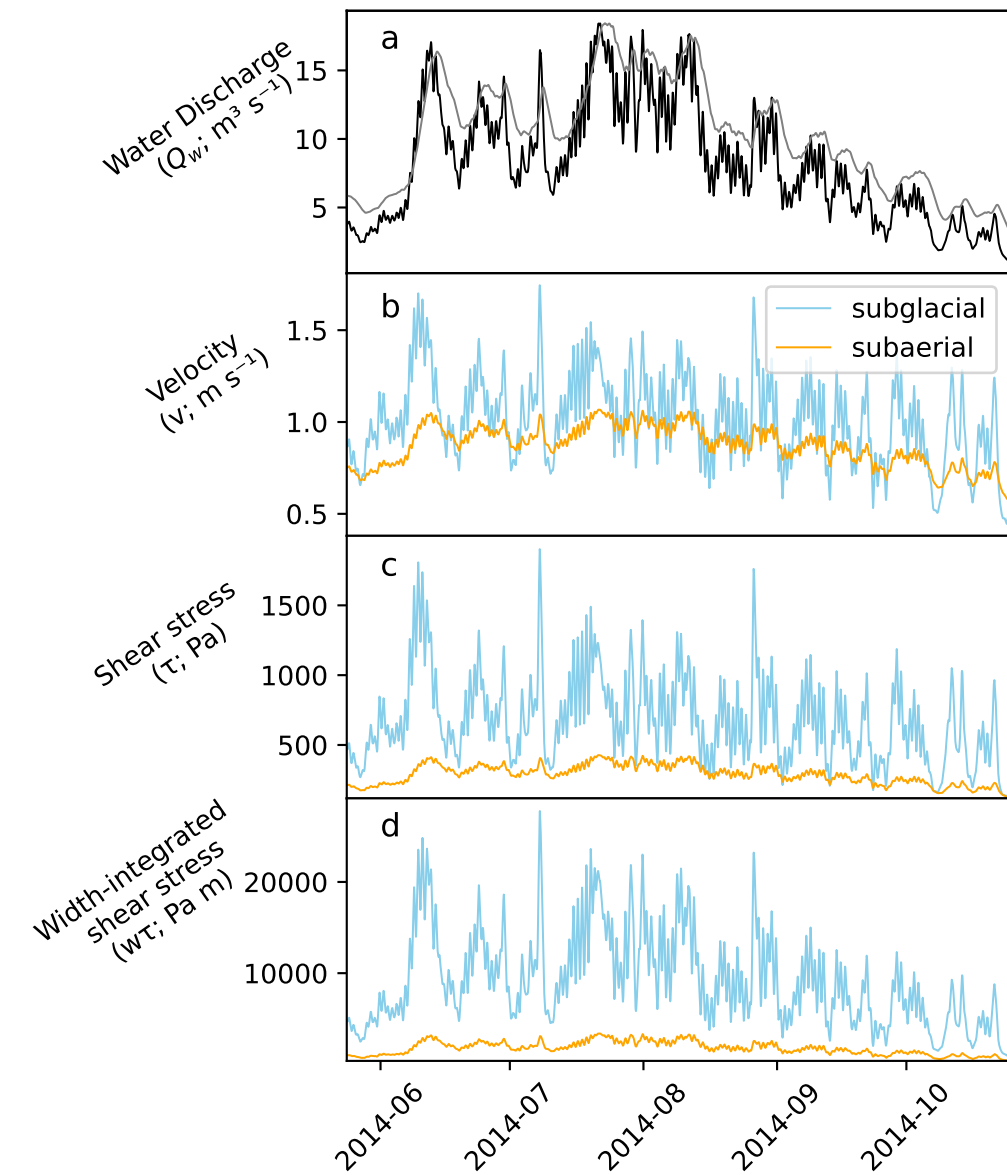 a
Water Discharge
(Q_w; m³ s⁻¹)
15
10
5
b
subglacial
subaerial
Velocity
(v; m s⁻¹)
1.5
1.0
0.5
c
Shear stress
(τ; Pa)
1500
1000
500
d
Width-integrated
shear stress
(wτ; Pa m)
20000
10000
2014-06
2014-07
2014-08
2014-09
2014-10